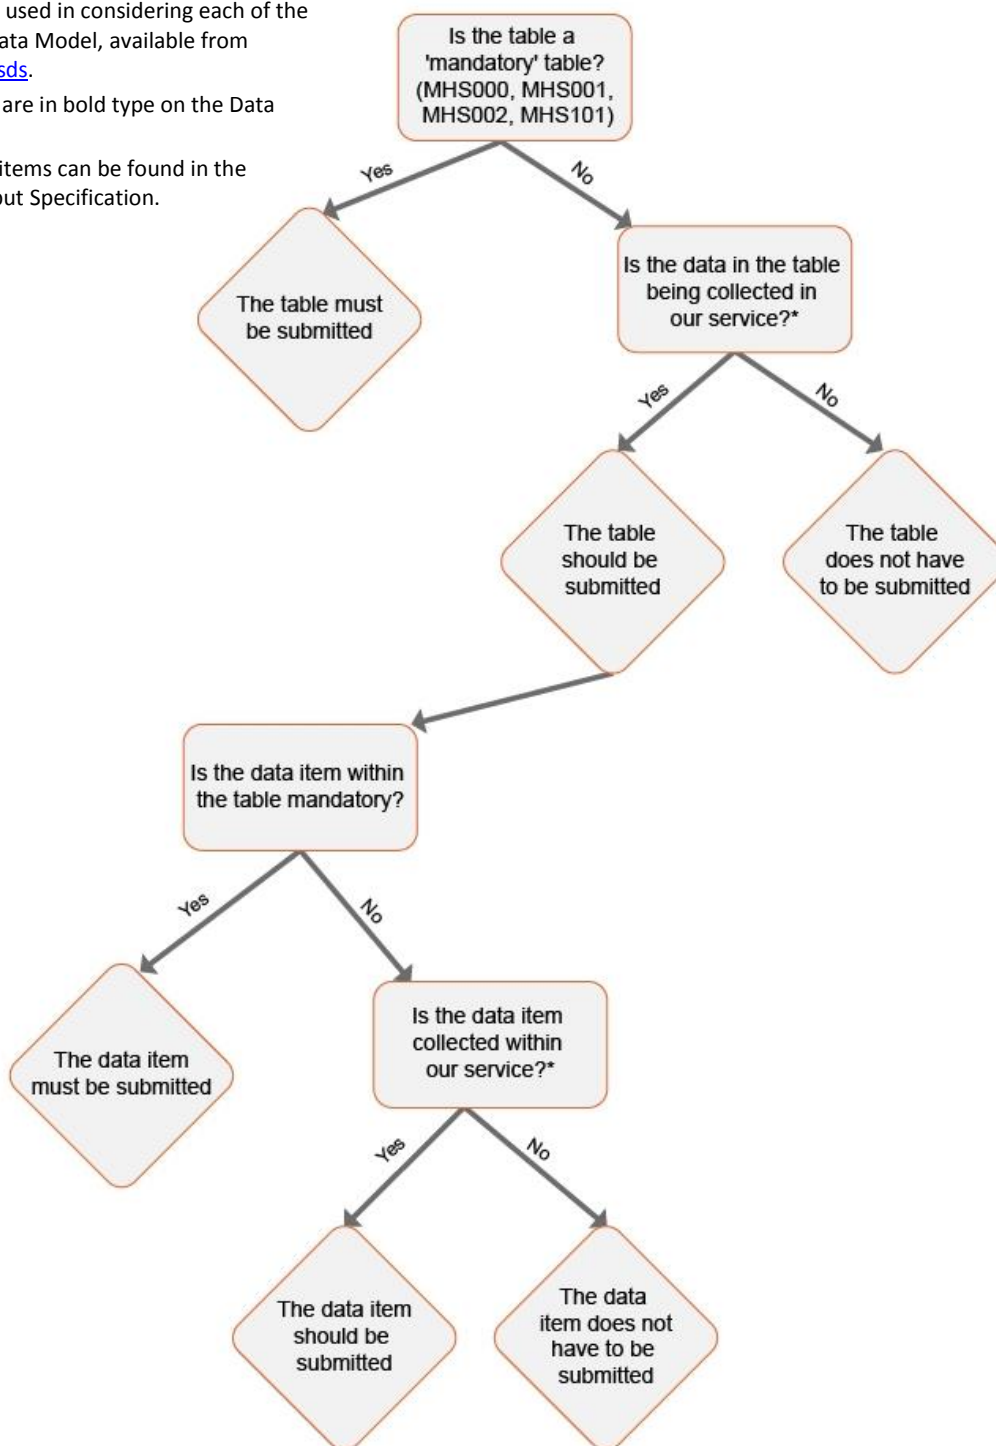 used in considering each of the
ata Model, available from
sds.
are in bold type on the Data
items can be found in the
out Specification.
Is the table a
'mandatory' table?
(MHS000, MHS001,
MHS002, MHS101)
Yes
No
The table must
be submitted
Is the data in the table
being collected in
our service?*
Yes
No
The table
should be
submitted
The table
does not have
to be submitted
Is the data item within
the table mandatory?
Yes
No
The data item
must be submitted
Is the data item
collected within
our service?*
Yes
No
The data item
should be
submitted
The data
item does not
have to be
submitted